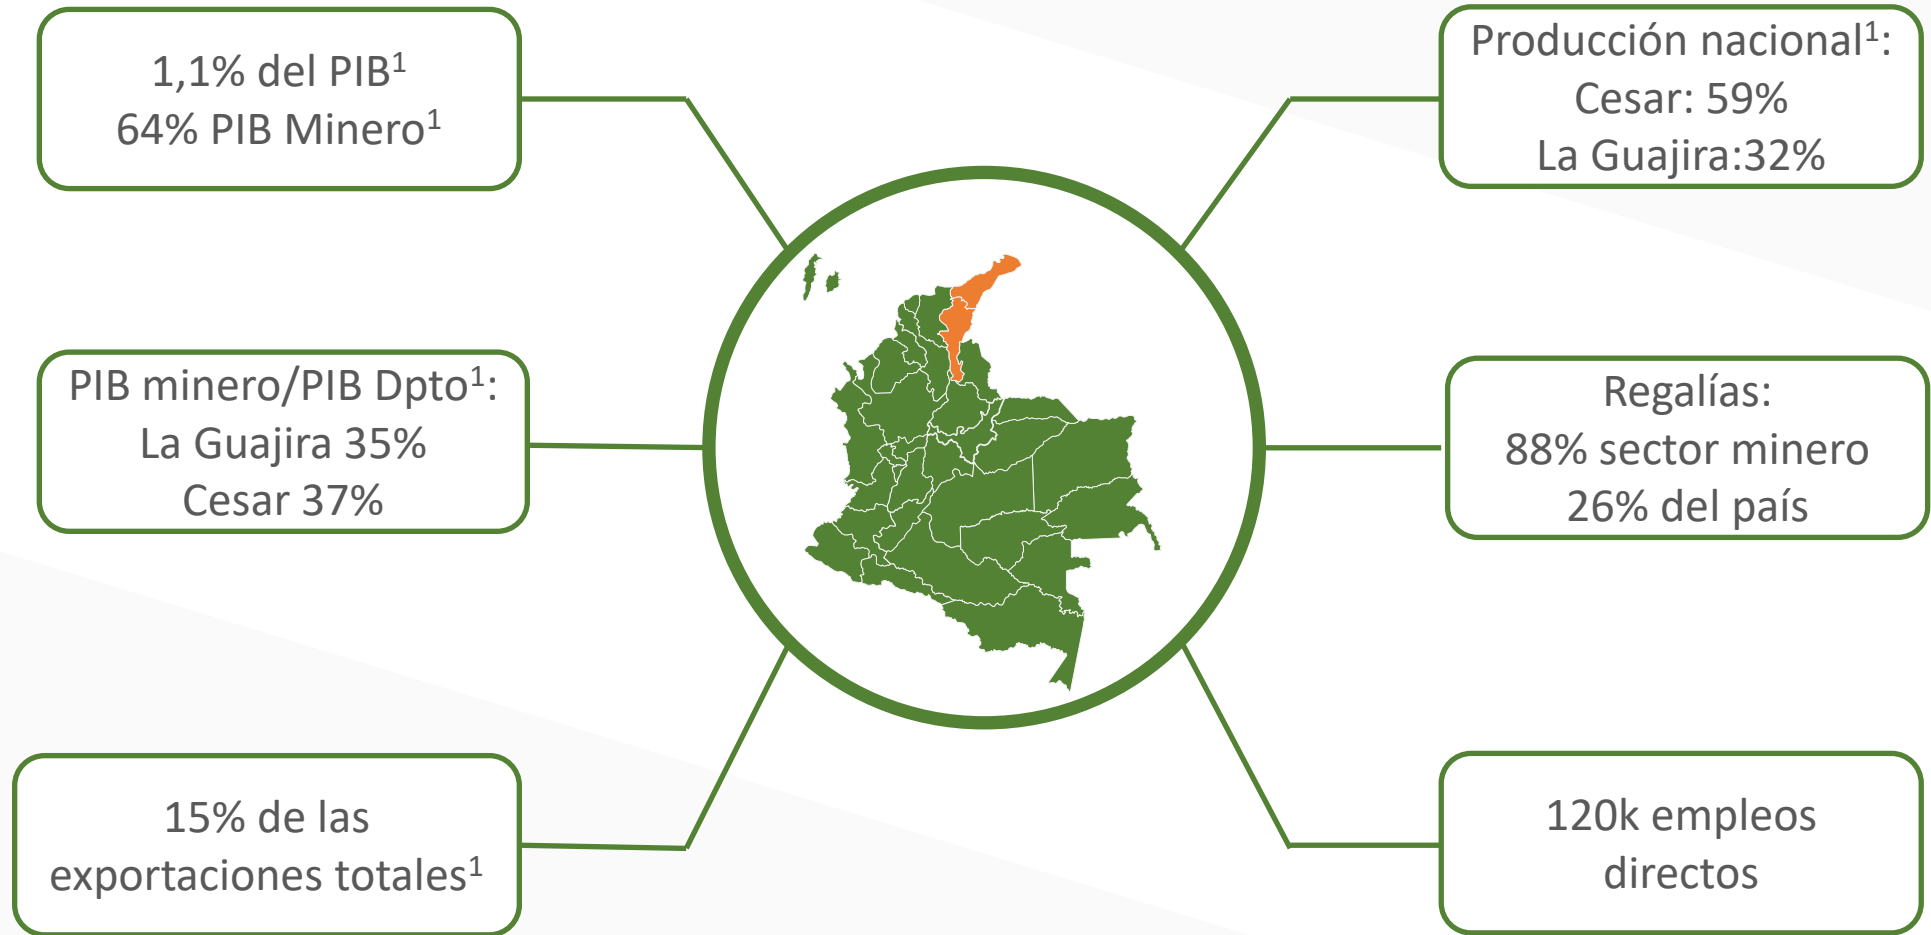 1,1% del PIB¹
64% PIB Minero¹
Producción nacional¹:
Cesar: 59%
La Guajira:32%
PIB minero/PIB Dpto¹:
La Guajira 35%
Cesar 37%
Regalías:
88% sector minero
26% del país
15% de las
exportaciones totales¹
120k empleos
directos